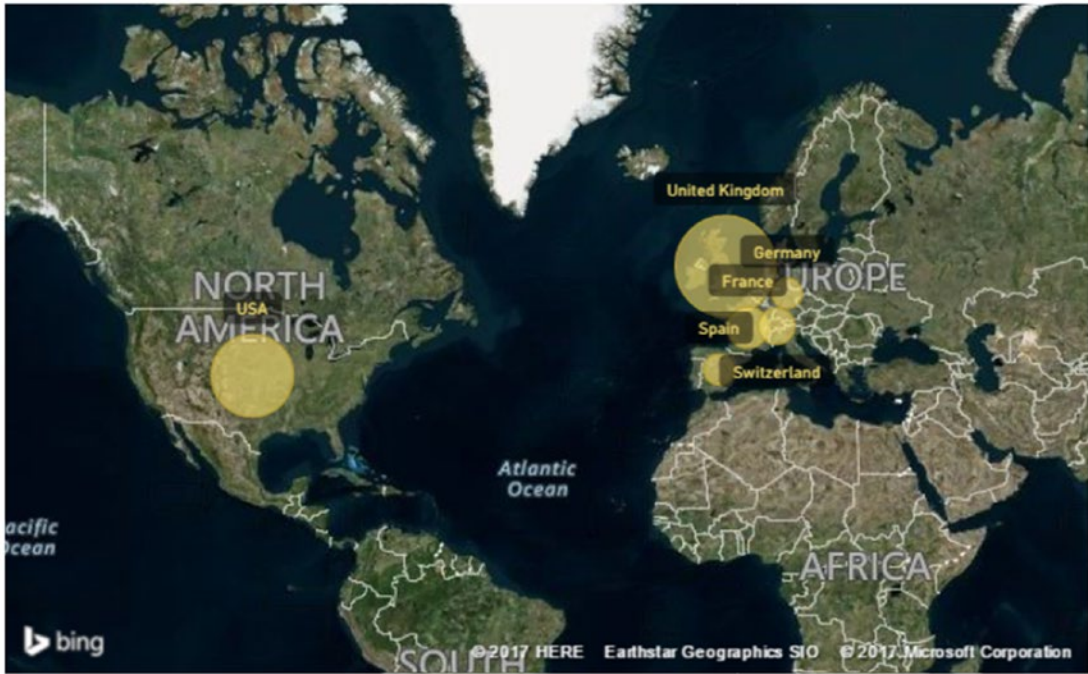 United Kingdom
Germany
UROPE
France
NORTH
AMERICA
USA
Spain
Switzerland
Atlantic
Ocean
acific
Ocean
AFRICA
bing
SOUTH
© 2017 HERE Earthstar Geographics SIO © 2017 Microsoft Corporation